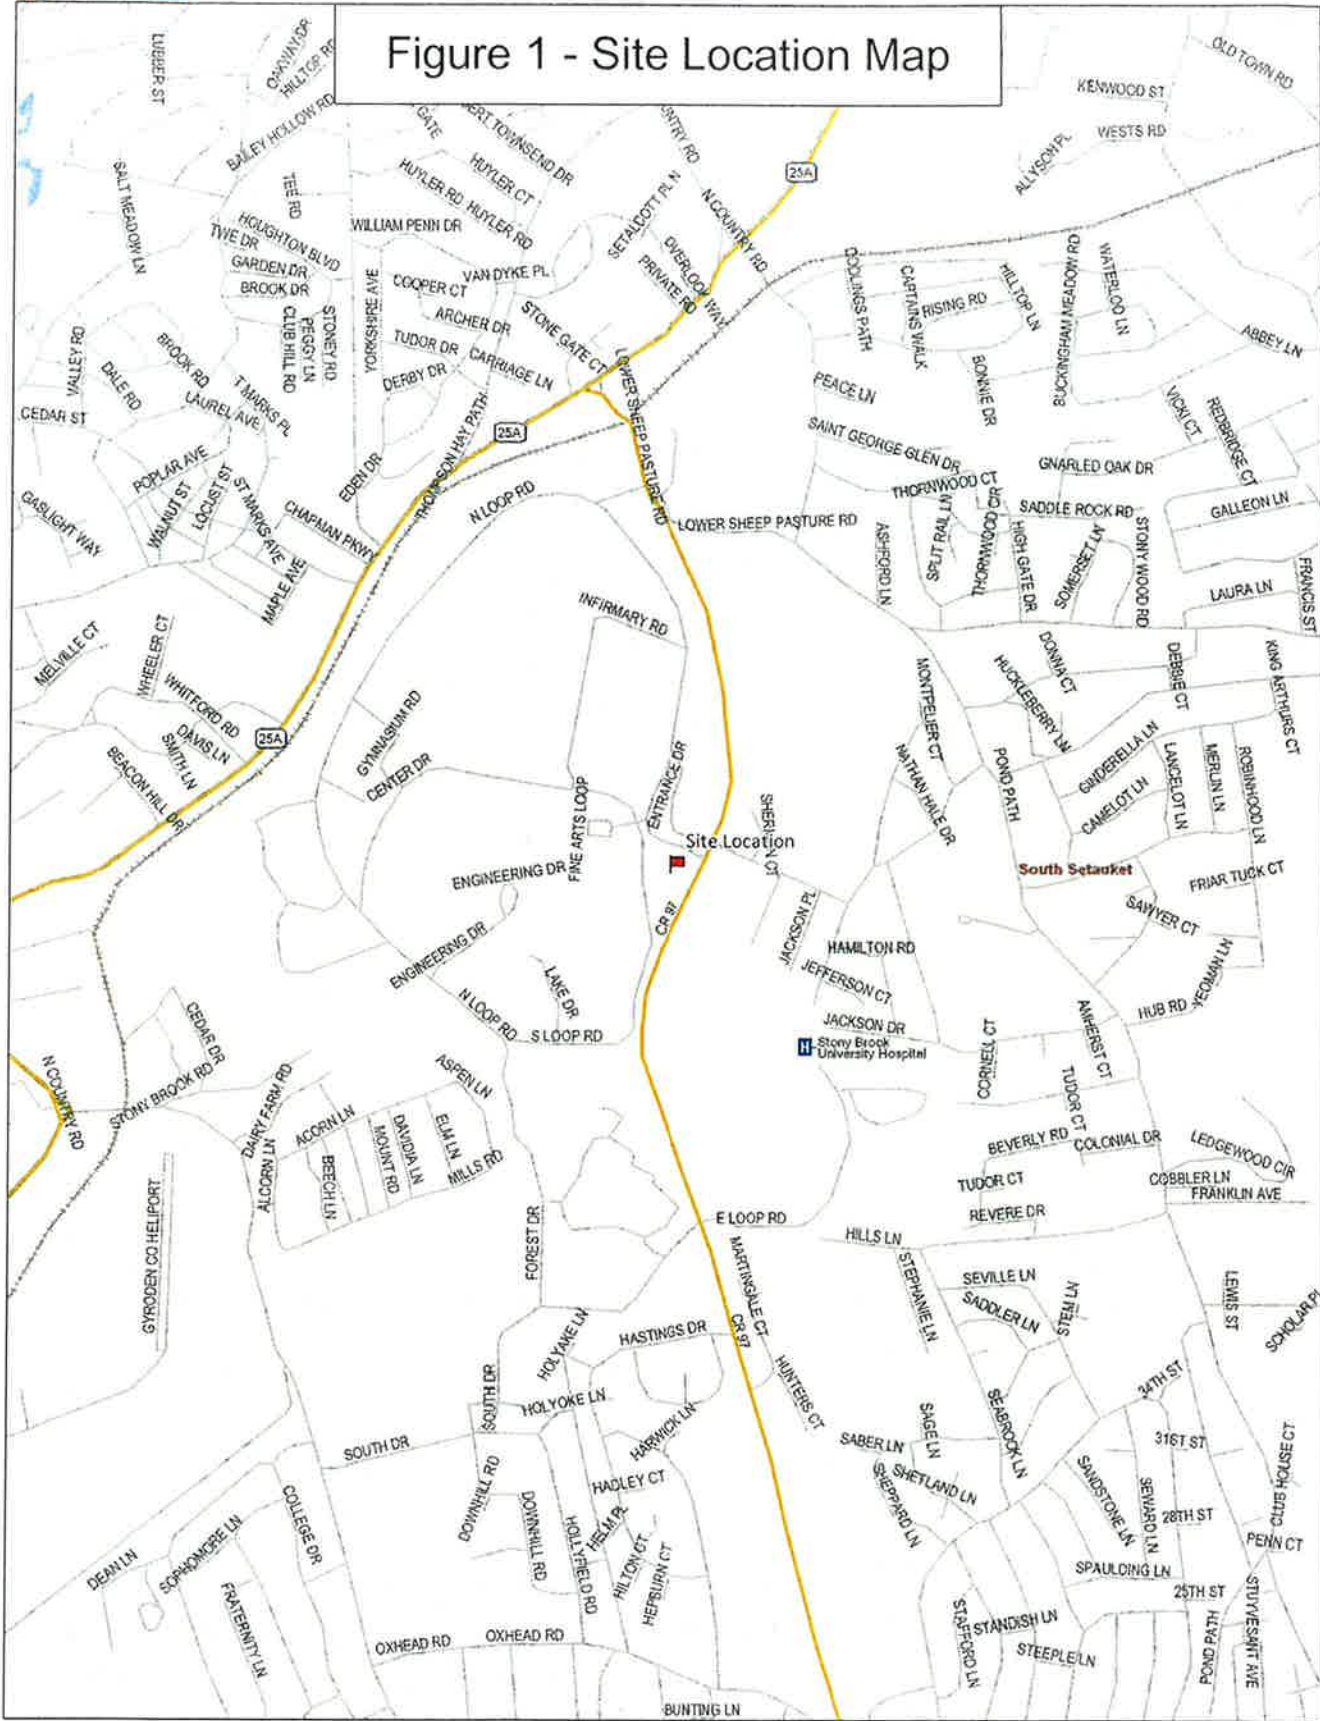 Figure 1 - Site Location Map
LUBBER ST
OAKWAY DR
HILLTOP RD
BAILEY HOLLOW RD
GATE
BERT TOWNSEND DR
UNTRY RD
25A
KENWOOD ST
OLD TOWN RD
WESTS RD
ALLYSON PL
SALT MEADOW LN
TEE RD
HUYLER CT
HUYLER RD
HUYLER RD
SETALCOTT PL N
N COUNTRY RD
HOUGHTON BLVD
TWE DR
WILLIAM PENN DR
GARDEN DR
BROOK DR
COOPER CT
VAN DYKE PL
OVERLOOK WAY
PRIVATE RD
YORKSHIRE AVE
ARCHER DR
STONE GATE CT
TUDOR DR
CARRIAGE LN
DERBY DR
CLUB HILL RD
PEGGY LN
STONEY RD
VALLEY RD
DALE RD
BROCK RD
T MARKS PL
LAUREL AVE
CEDAR ST
COOLINGS PATH
CAPTAINS WALK
RISING RD
HILLTOP LN
BUCKINGHAM MEADOW RD
WATERLOO LN
ABBEY LN
BONNIE DR
PEACE LN
VICKI CT
REDBRIDGE CT
LOWER SHEEP PASTURE RD
25A
THOMPSON HAY PATH
SAINT GEORGE GLEN DR
GNARLED OAK DR
POPLAR AVE
WALNUT ST
LOCUST ST
ST MARKS AVE
EDEN DR
CHAPMAN PKWY
N LOOP RD
GASLIGHT WAY
MAPLE AVE
THORNWOOD CT
SADDLE ROCK RD
GALLEON LN
LOWER SHEEP PASTURE RD
ASHFORD LN
SPLIT RAIL LN
THORNWOOD CIR
HIGH GATE DR
SOMERSET LN
STONY WOOD RD
LAURA LN
FRANCIS ST
INFIRMARY RD
MELVILLE CT
WHEELER CT
WHITFORD RD
DAVIS LN
SMITH LN
BEACON HILL DR
25A
GYMNASIUM RD
CENTER DR
MONTPELIER CT
HUCKLEBERRY LN
DONNA CT
DEBBIE CT
KING ARTHURS CT
NATHAN HALE DR
POND PATH
CINDERELLA LN
CAMELOT LN
LANCELOT LN
MERLIN LN
ROBINHOOD LN
ENTRANCE DR
FINE ARTS LOOP
Site Location
ENGINEERING DR
CR 97
South Setauket
FRIAR TUCK CT
JACKSON PL
SAWYER CT
ENGINEERING DR
HAMILTON RD
JEFFERSON CT
YEOMAN LN
LAKE DR
N LOOP RD
S LOOP RD
JACKSON DR
HUB RD
H
Stony Brook
University Hospital
CORNELL CT
AMHERST CT
CEDAR DR
N COUNTRY RD
STONY BROOK RD
DAIRY FARM RD
ALCORN LN
ASPEN LN
ACORN LN
BEECH LN
MOUNT RD
DAVIDIA LN
ELM LN
MILLS RD
TUDOR CT
BEVERLY RD
COLONIAL DR
LEDGEWOOD CIR
TUDOR CT
COBBLER LN
FRANKLIN AVE
REVERE DR
GYRODEN CO HELIPORT
FOREST DR
E LOOP RD
MARTINGALE CT
HILLS LN
STEPHANIE LN
SEVILLE LN
SADDLER LN
STEM LN
LEWIS ST
SCHOLAR PL
HOLYAKE LN
HASTINGS DR
CR 97
HUNTERS CT
SOUTH DR
HOLYOKE LN
HARWICK LN
34TH ST
SEABROOK LN
SAGE LN
SABER LN
31ST ST
CLUB HOUSE CT
SOUTH DR
DOWNHILL RD
HADLEY CT
SHETLAND LN
SHEPPARD LN
SANDSTONE LN
SEWARD LN
28TH ST
PENN CT
COLLEGE DR
DOWNHILL RD
HOLLYFIELD RD
HELM PL
HILTON CT
HEPBURN CT
DEAN LN
SOPHOMORE LN
FRATERNITY LN
SPAULDING LN
25TH ST
STAFFORD LN
STANDISH LN
STEEPLE LN
POND PATH
STUYVESANT AVE
OXHEAD RD
OXHEAD RD
BUNTING LN